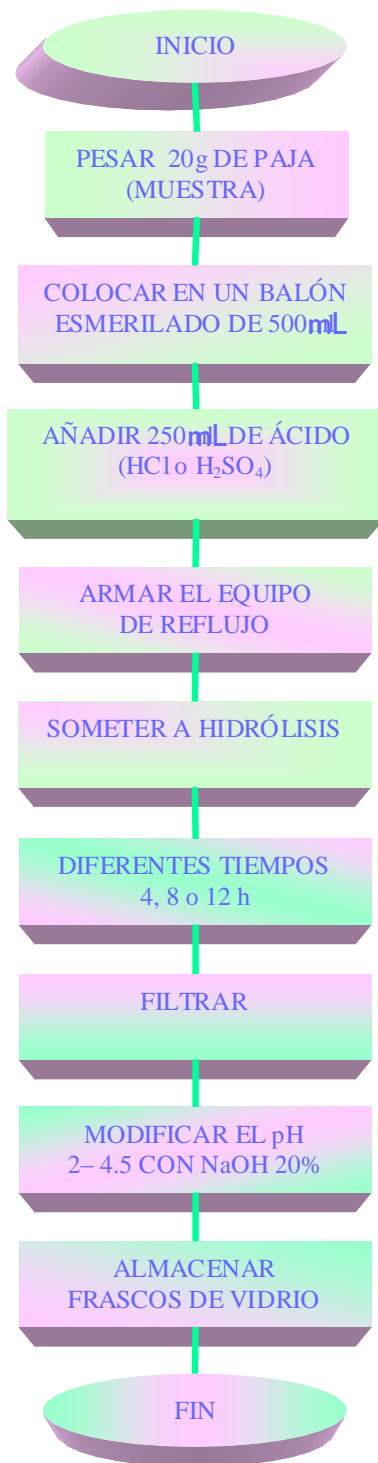 INICIO
PESAR 20g DE PAJA
(MUESTRA)
COLOCAR EN UN BALÓN
ESMERILADO DE 500mL
AÑADIR 250mL DE ÁCIDO
(HCl o H₂SO₄)
ARMAR EL EQUIPO
DE REFLUJO
SOMETER A HIDRÓLISIS
DIFERENTES TIEMPOS
4, 8 o 12 h
FILTRAR
MODIFICAR EL pH
2– 4.5 CON NaOH 20%
ALMACENAR
FRASCOS DE VIDRIO
FIN